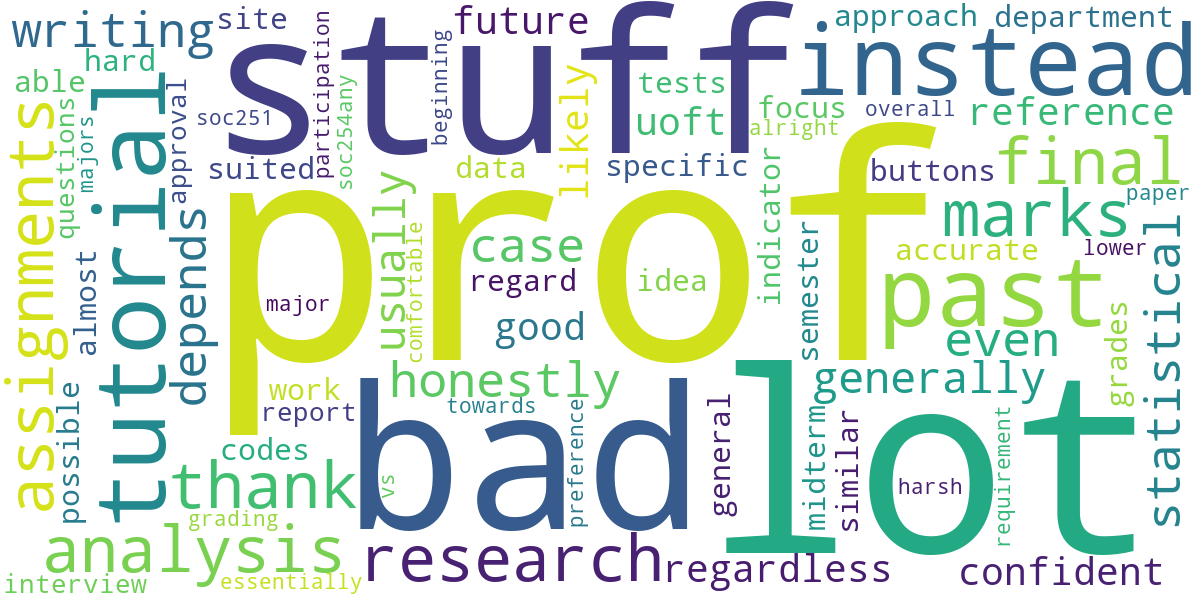 writing
site
stuff
future
approach
department
instead
hard
able
soc251
participation
beginning
soc254any
likely
tests
focus
overall
reference
uoft
alright
assignments
questions
majors
tutorial
approval
suited
data
specific
buttons
final
marks
paper
depends
prof
usually
comfortable
case
regard
idea
indicator
semester
accurate
lower
past
statistical
almost
major
good
even
grades
possible
work
report
honestly
towards
generally
codes
bad
preference
general
lot
midterm
similar
harsh
requirement
thank
vs
grading
analysis
research
regardless
confident
interview
essentially